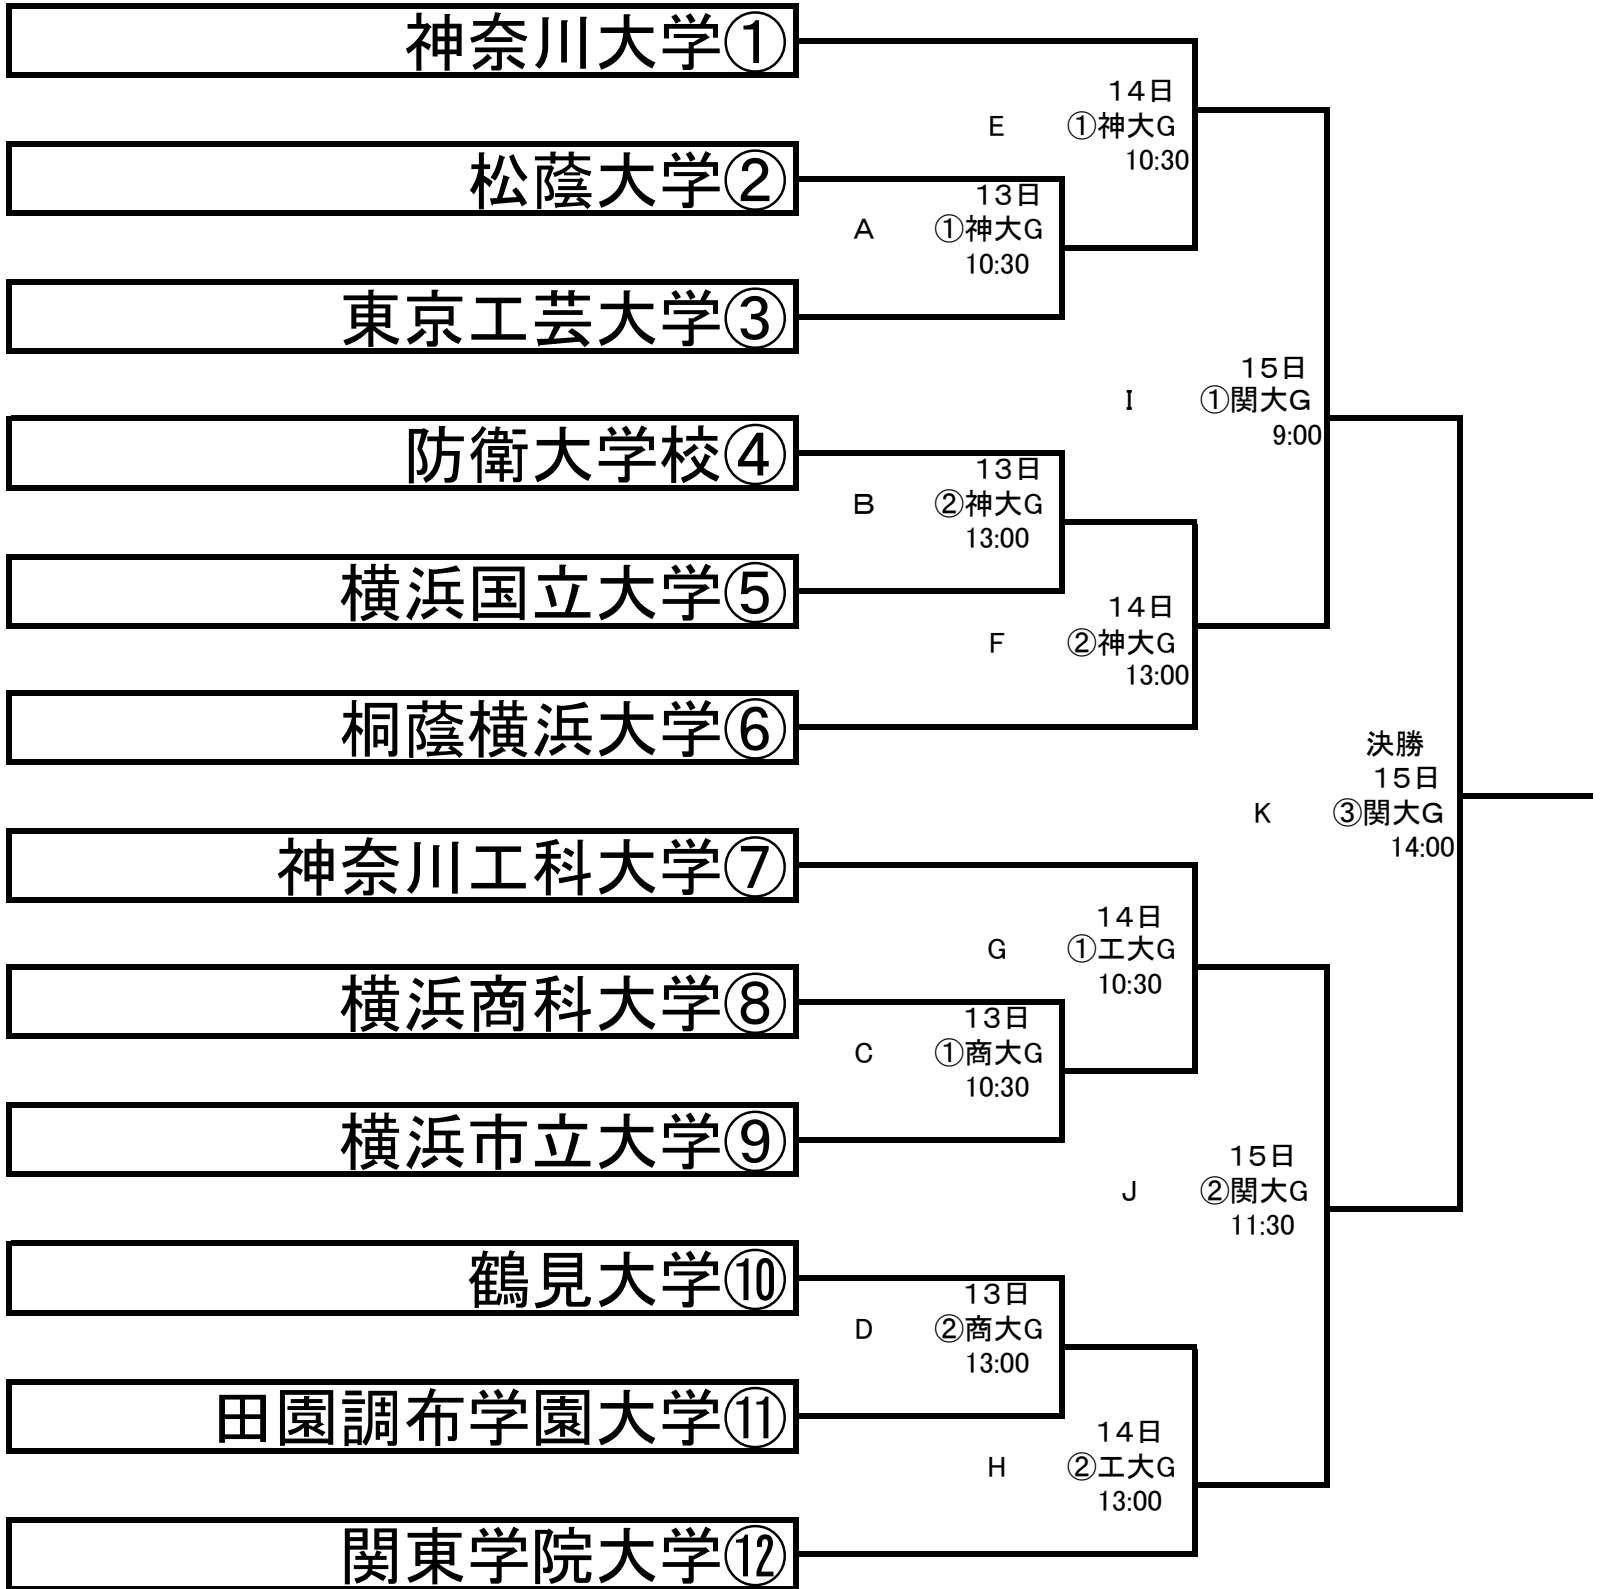 神奈川大学①
14日
E ①神大G
10:30
松蔭大学②
13日
A ①神大G
10:30
東京工芸大学③
15日
I ①関大G
9:00
防衛大学校④
13日
B ②神大G
13:00
横浜国立大学⑤
14日
F ②神大G
13:00
桐蔭横浜大学⑥
決勝
15日
K ③関大G
14:00
神奈川工科大学⑦
14日
G ①工大G
10:30
横浜商科大学⑧
13日
C ①商大G
10:30
横浜市立大学⑨
15日
J ②関大G
11:30
鶴見大学⑩
13日
D ②商大G
13:00
田園調布学園大学⑪
14日
H ②工大G
13:00
関東学院大学⑫